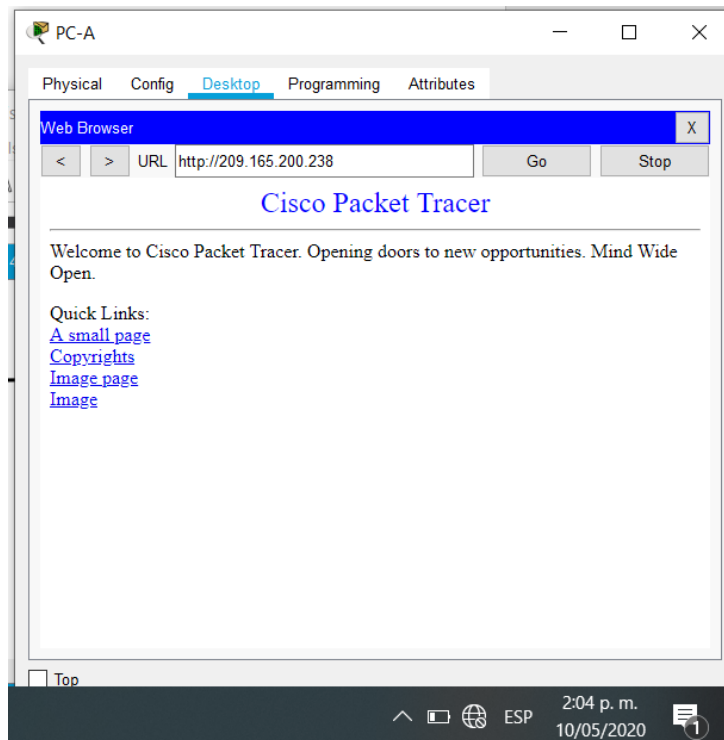 PC-A
Physical Config Desktop Programming Attributes
Web Browser X
< > URL http://209.165.200.238 Go Stop
Cisco Packet Tracer
Welcome to Cisco Packet Tracer. Opening doors to new opportunities. Mind Wide
Open.
Quick Links:
A small page
Copyrights
Image page
Image
Top
ESP
2:04 p. m.
10/05/2020
1